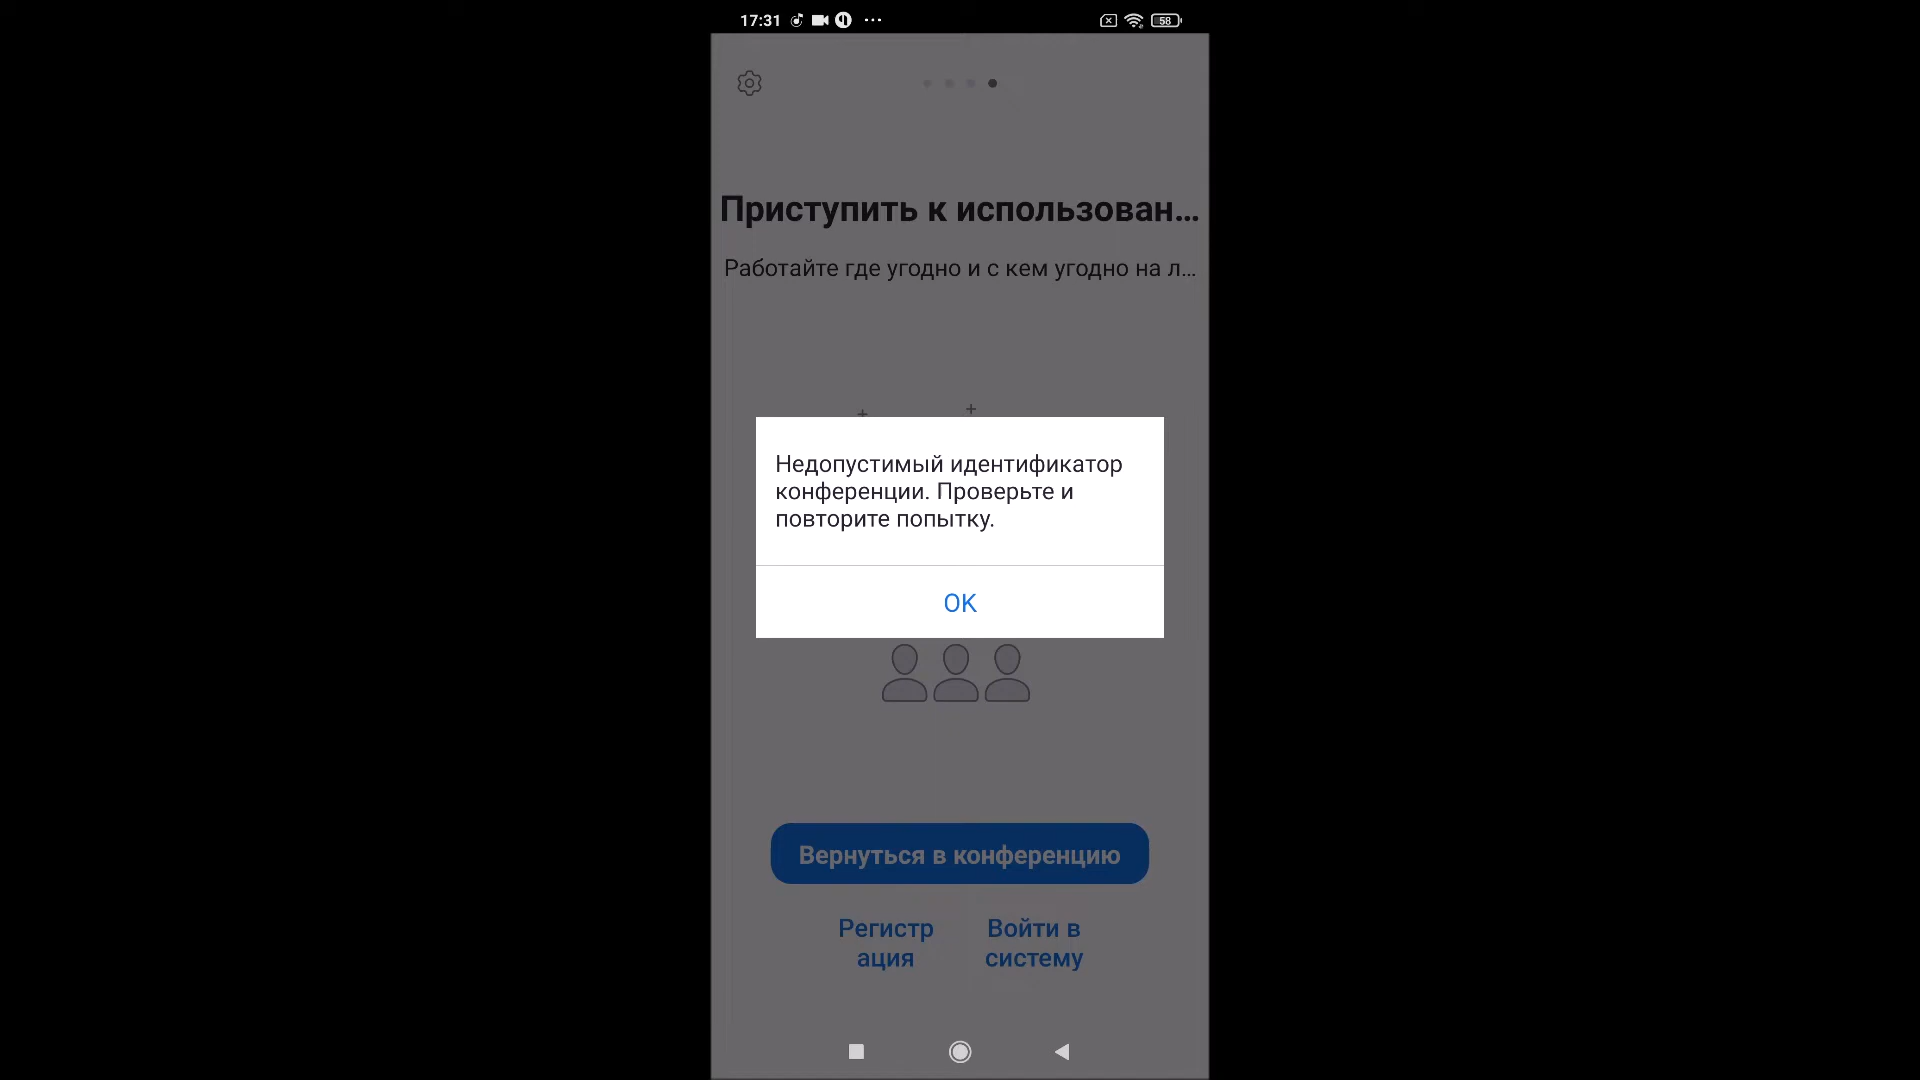 17:31
58
Приступить к использован...
Работайте где угодно и с кем угодно на л...
Недопустимый идентификатор
конференции. Проверьте и
повторите попытку.
OK
Вернуться в конференцию
Регистр
ация
Войти в
систему